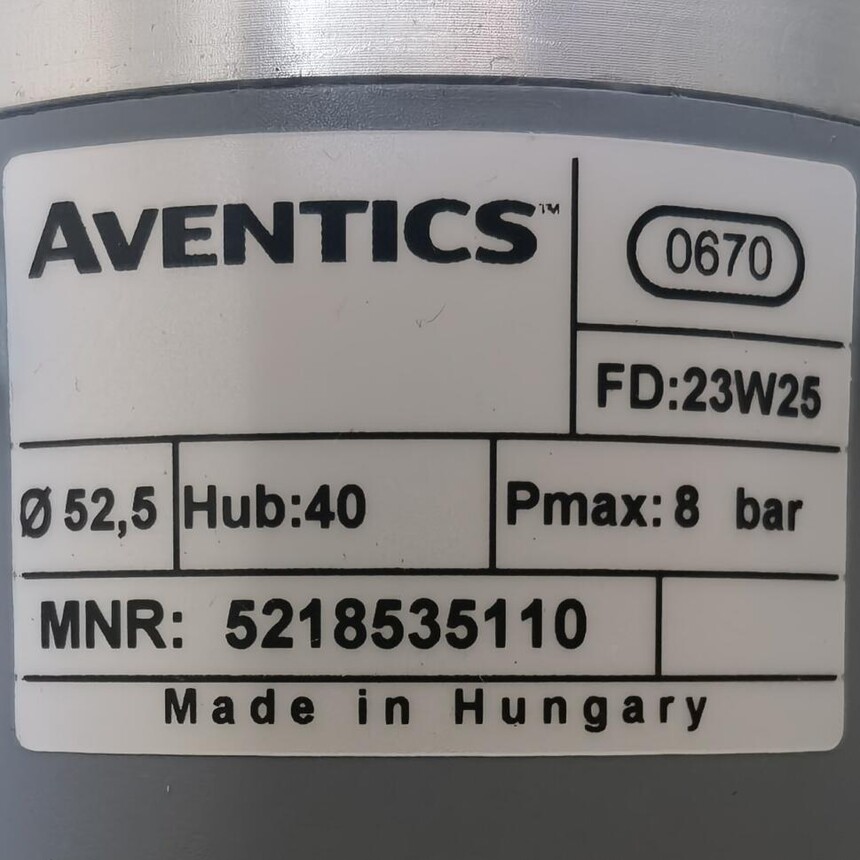 AVENTICS™
0670
FD:23W25
Ø 52,5 Hub:40 Pmax: 8 bar
MNR: 5218535110
Made in Hungary